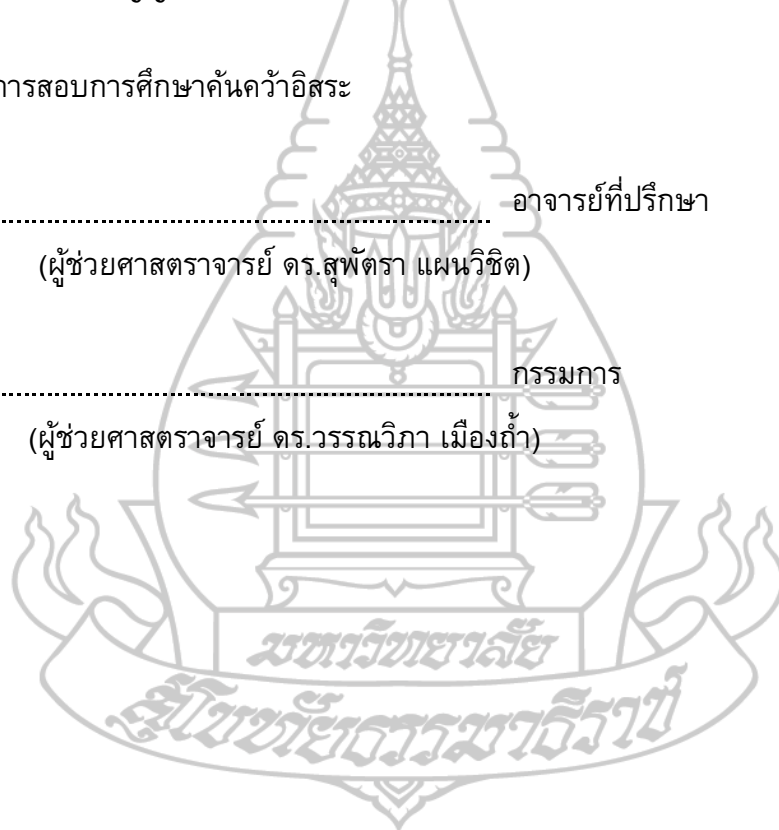 การสอบการศึกษาค้นคว้าอิสระ
อาจารย์ที่ปรึกษา
(ผู้ช่วยศาสตราจารย์ ดร.สุพัตรา แผนวิชิต)
กรรมการ
(ผู้ช่วยศาสตราจารย์ ดร.วรรณวิภา เมืองถ้ำ)
มหาวิทยาลัย
สุโขทัยธรรมาธิราช